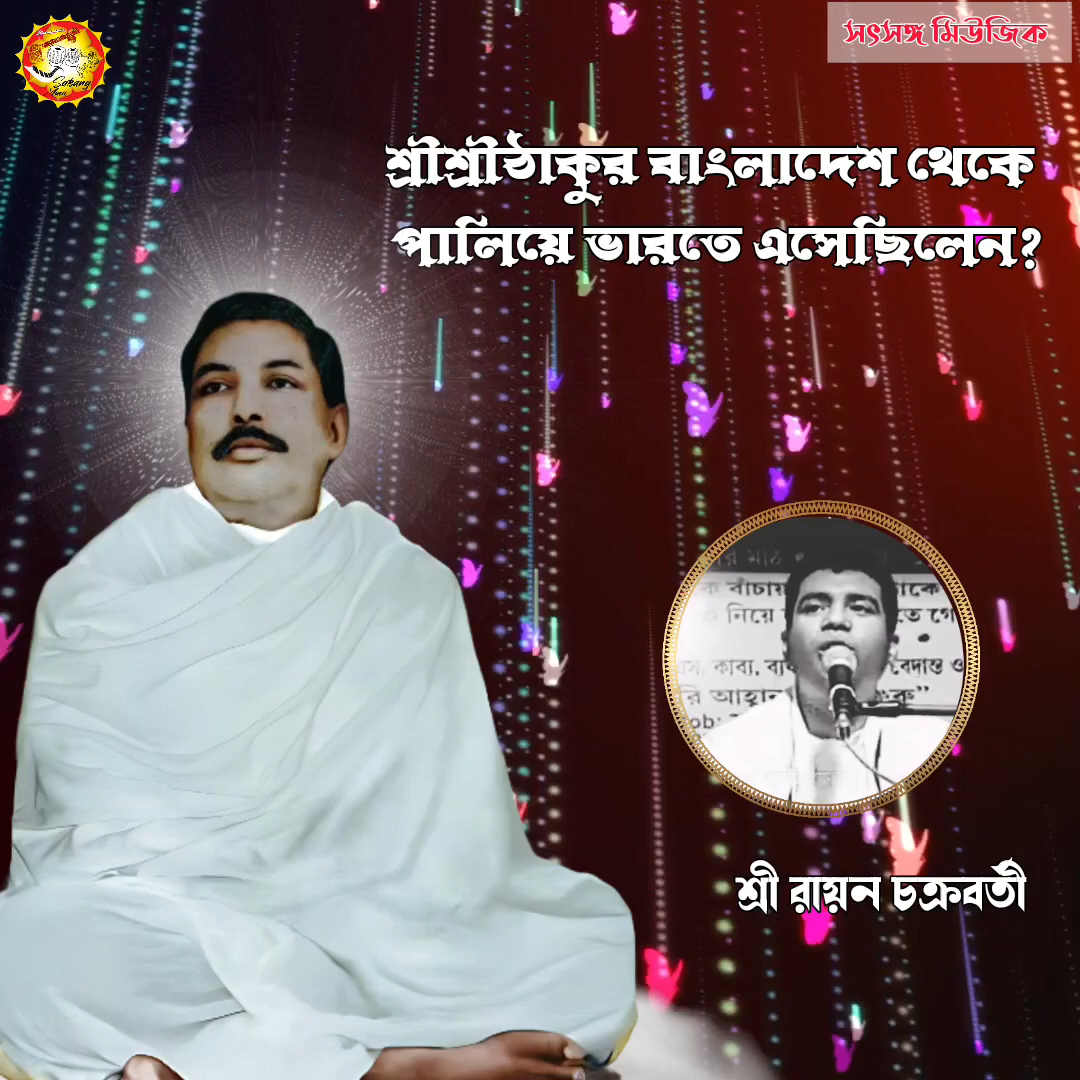 সৎসঙ্গ মিউজিক
শ্রীশ্রীঠাকুর বাংলাদেশ থেকে
পালিয়ে ভারতে এসেছিলেন?
ক বাঁচায়
নিয়ে
কাব্য,
বেদান্ত ও
শ্রী রায়ন চক্রবর্তী